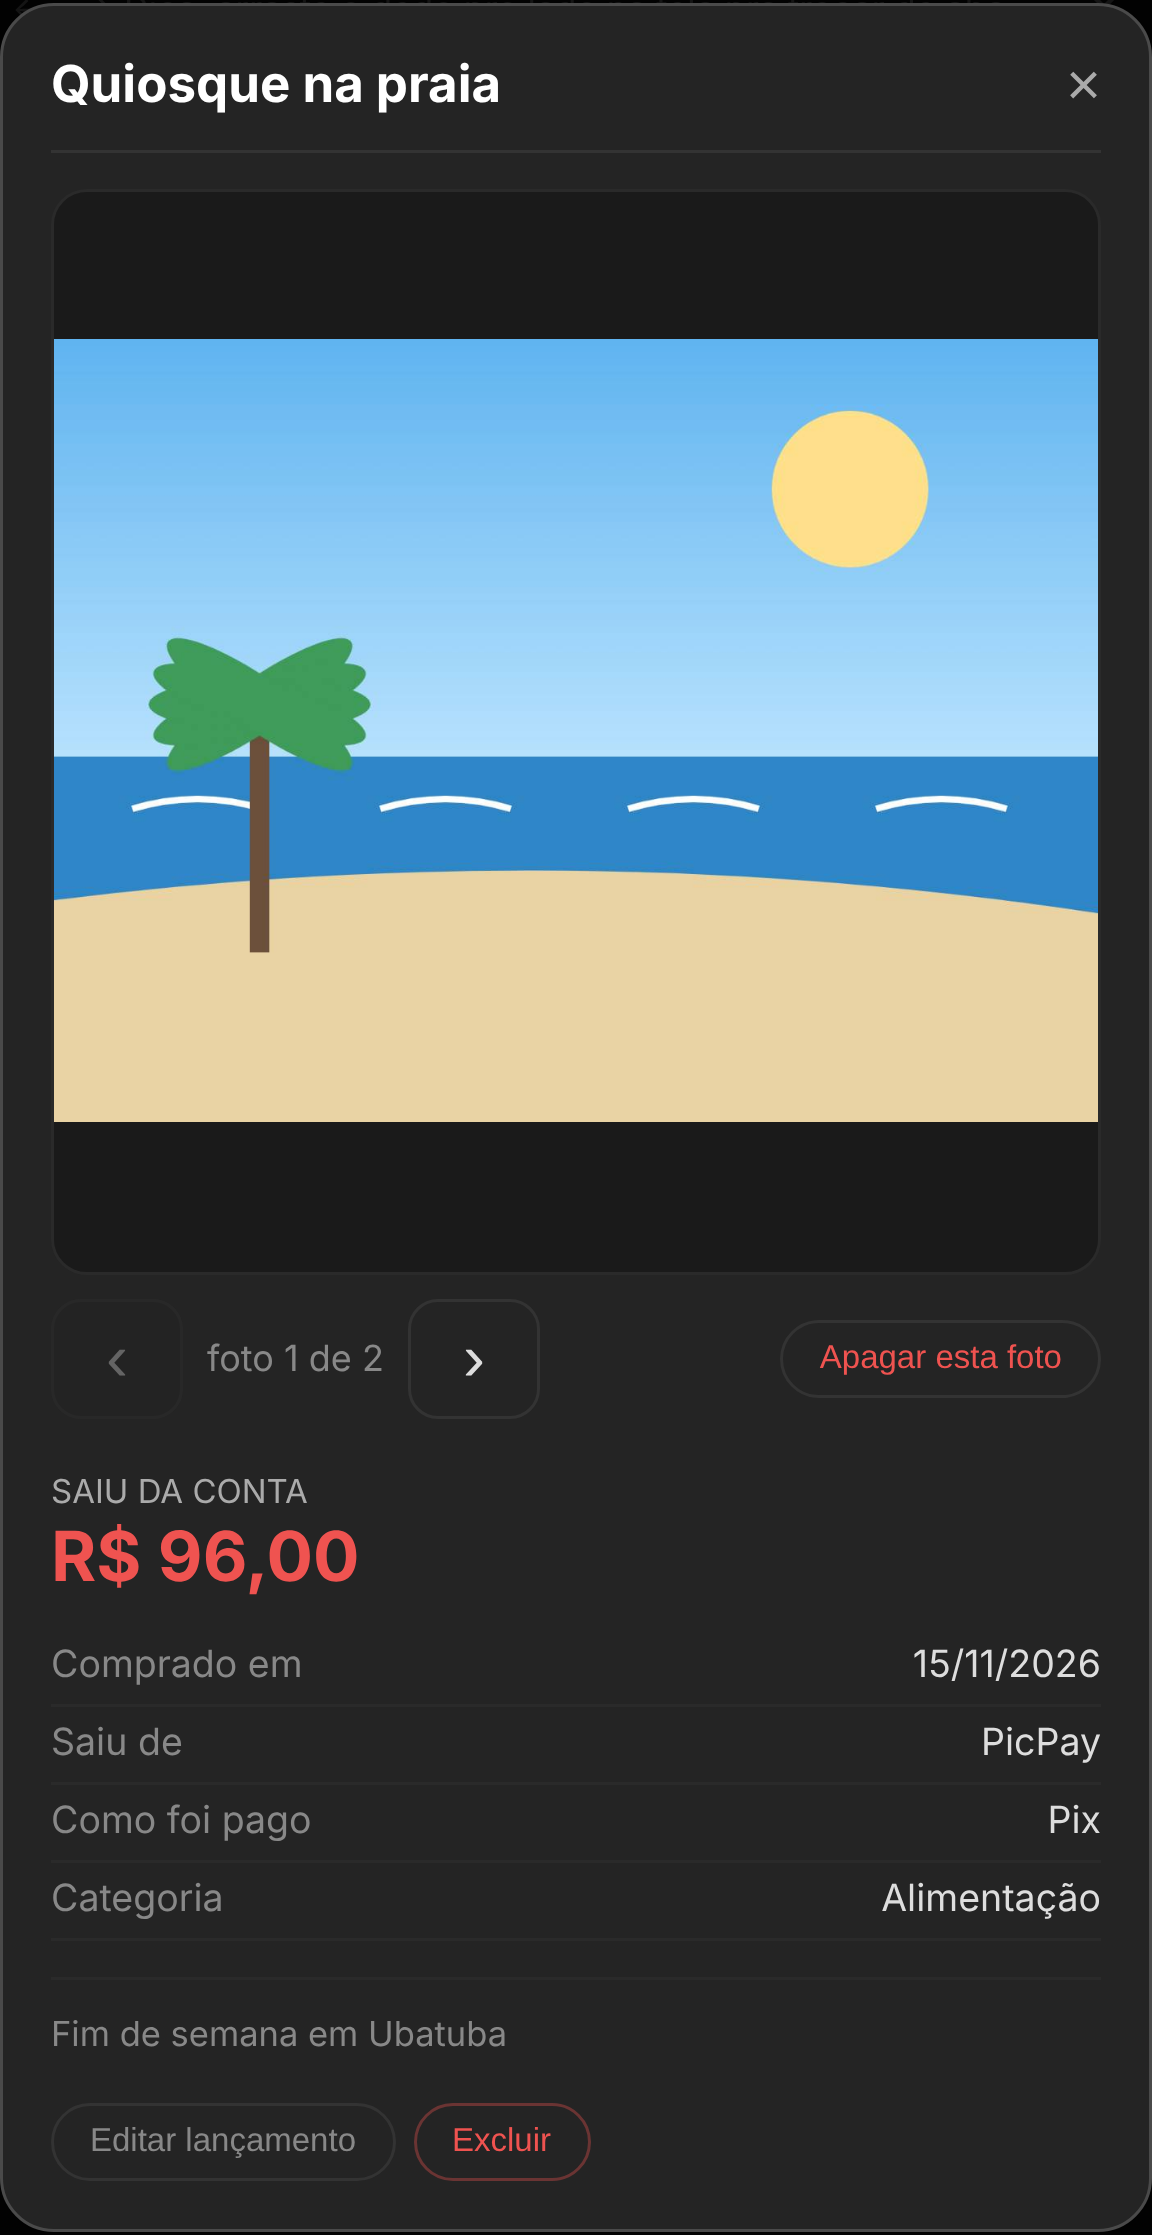 Quiosque na praia
×
‹ foto 1 de 2 › Apagar esta foto
SAIU DA CONTA
R$ 96,00
Comprado em 15/11/2026
Saiu de PicPay
Como foi pago Pix
Categoria Alimentação
Fim de semana em Ubatuba
Editar lançamento Excluir